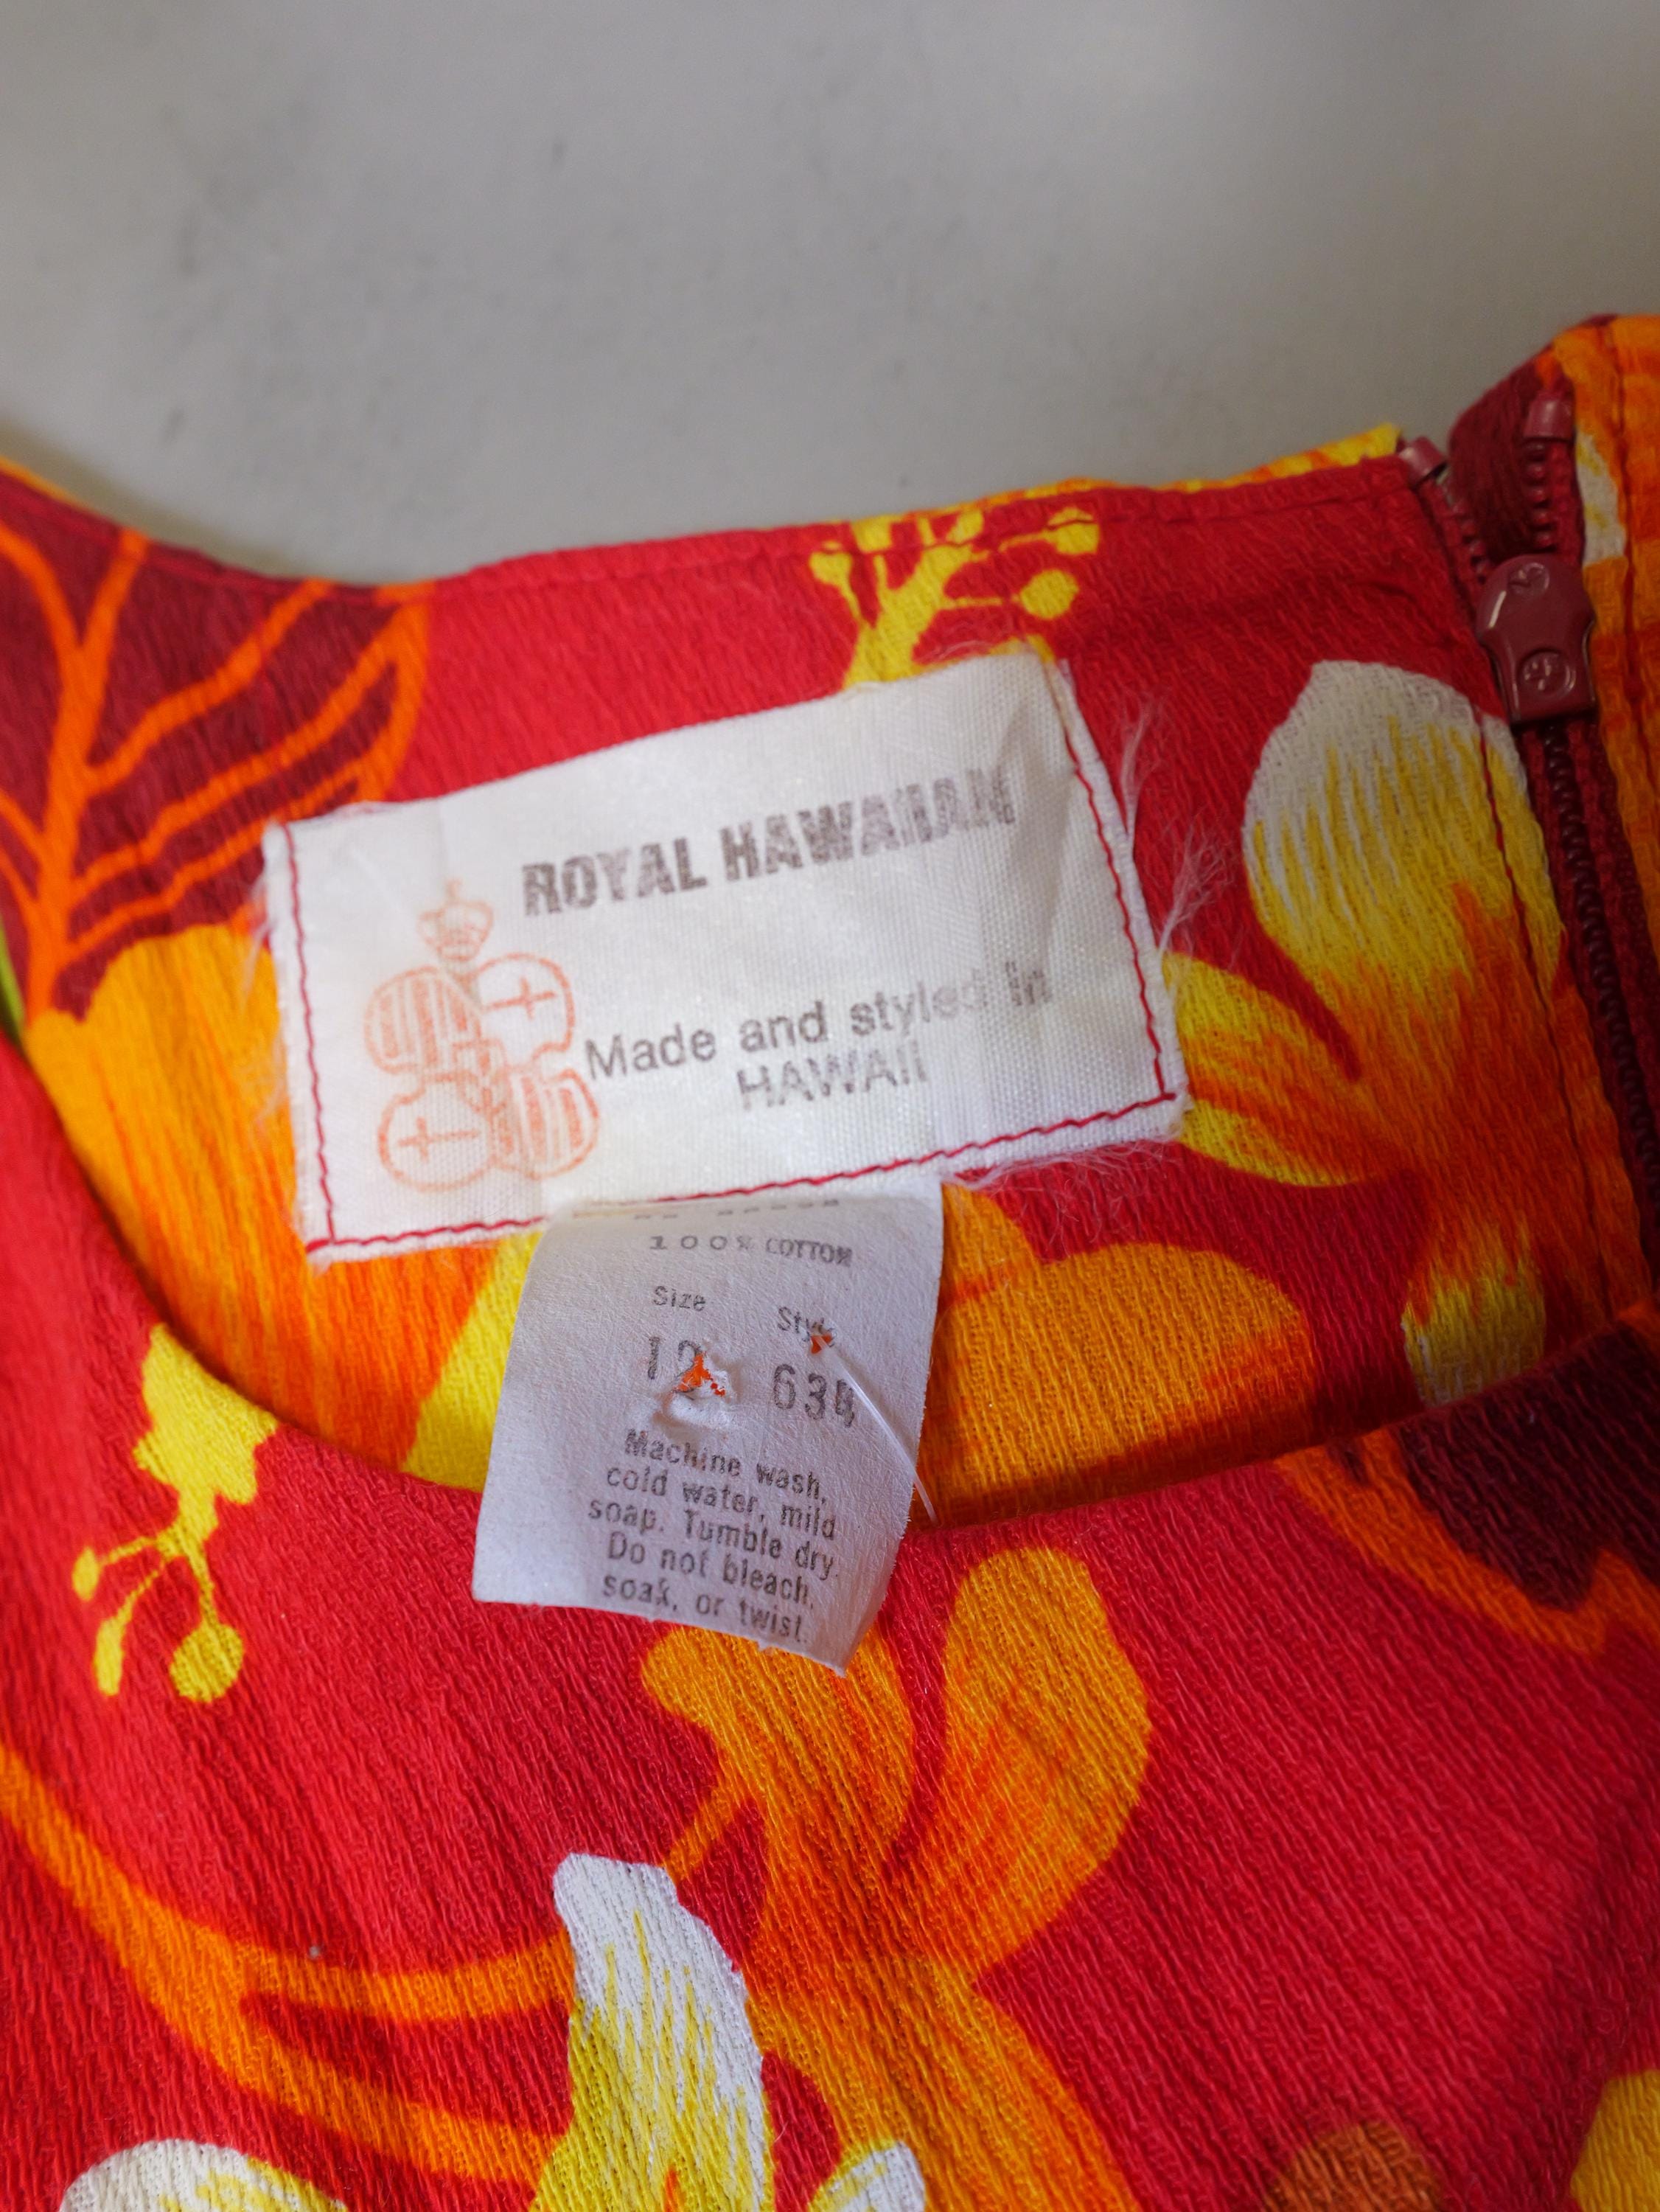 ROYAL HAWAIIAN
Made and styled in
HAWAII
100% COTTON
Size Style
634
Machine wash,
cold water, mild
soap. Tumble dry.
Do not bleach,
soak, or twist.